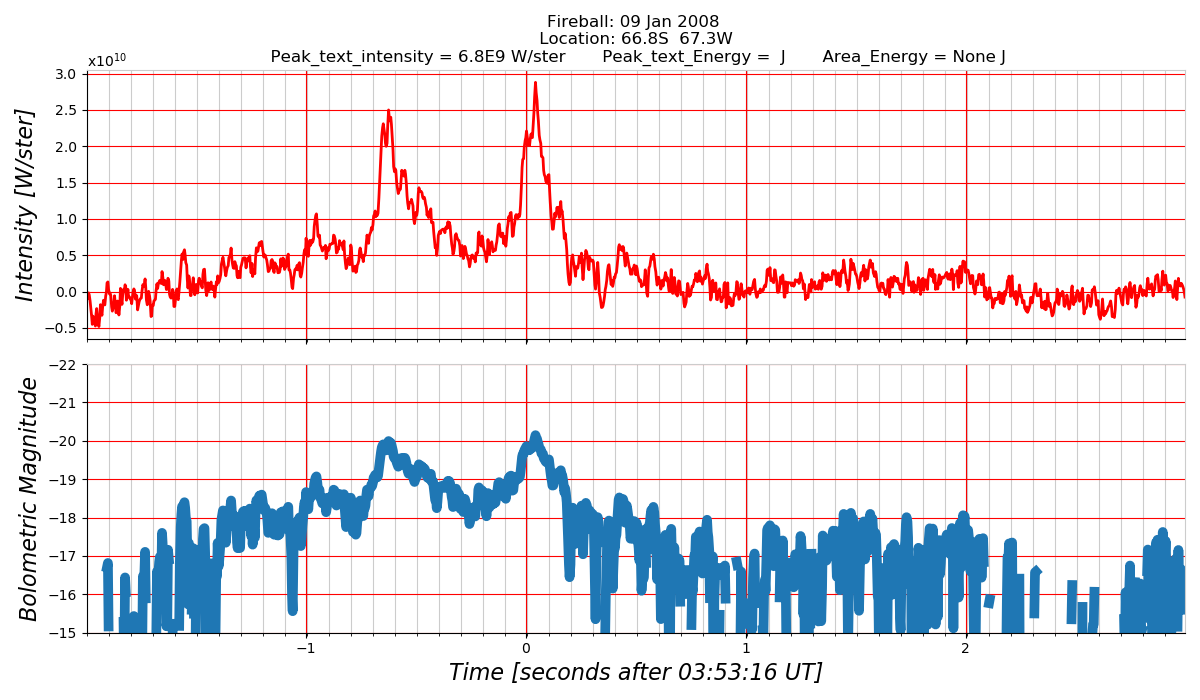 Fireball: 09 Jan 2008
Location: 66.8S  67.3W
Peak_text_intensity = 6.8E9 W/ster       Peak_text_Energy =  J       Area_Energy = None J
x10¹⁰
3.0
2.5
2.0
1.5
1.0
0.5
0.0
−0.5
Intensity [W/ster]
−22
−21
−20
−19
−18
−17
−16
−15
Bolometric Magnitude
−1 0 1 2
Time [seconds after 03:53:16 UT]